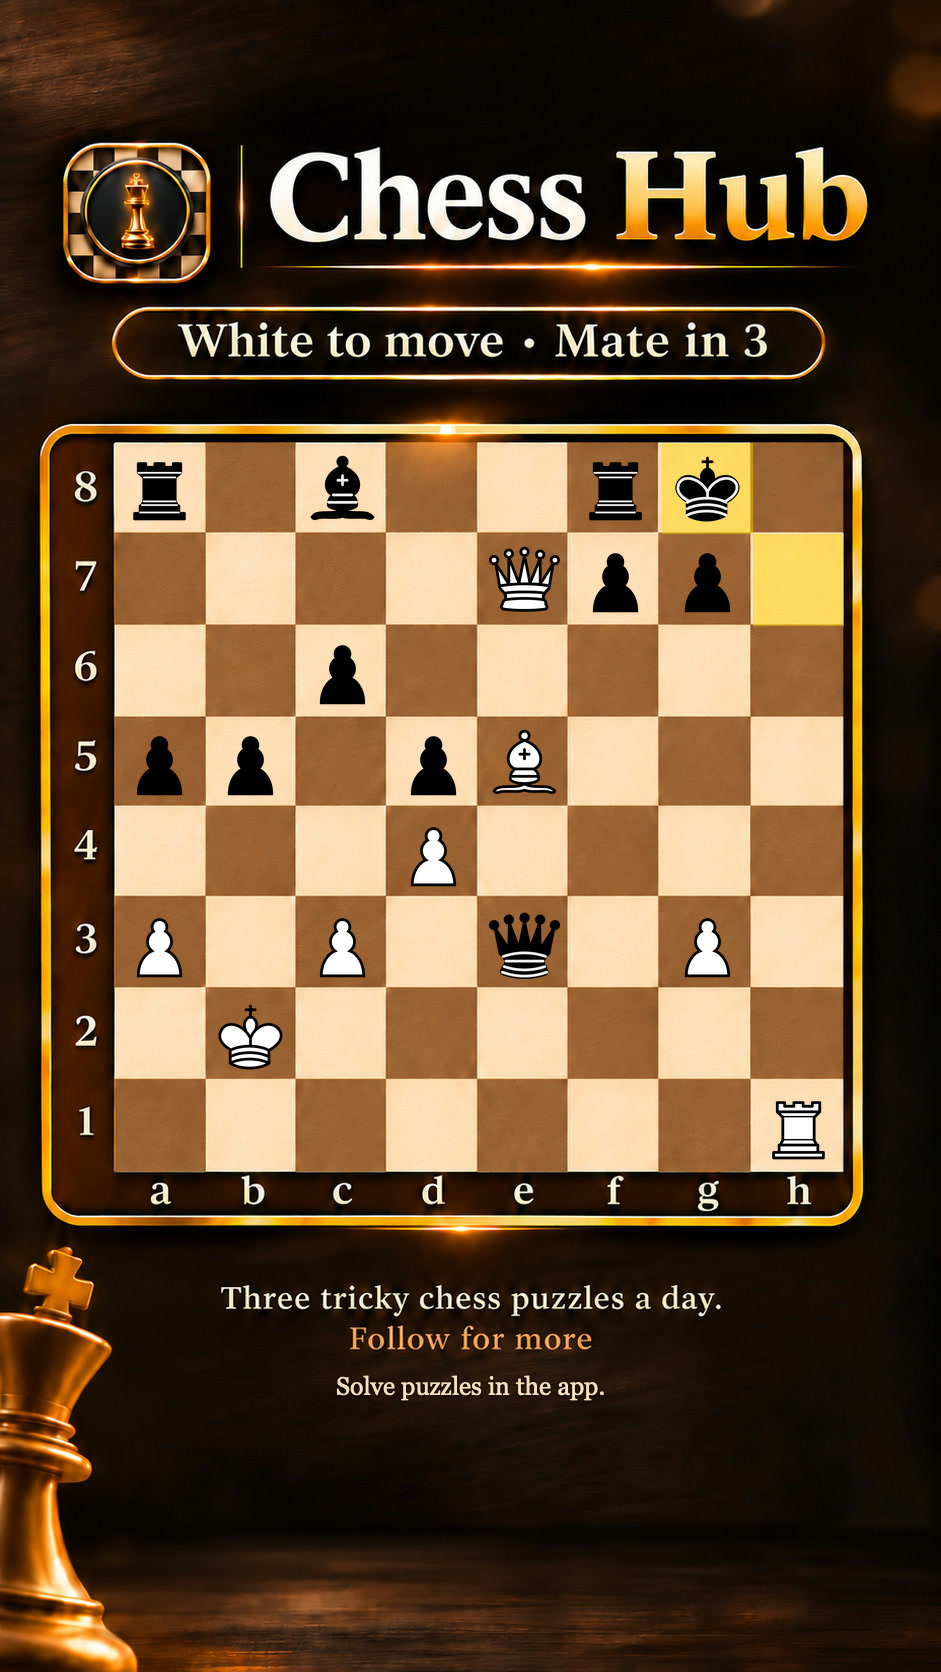 Chess Hub
White to move • Mate in 3
8
7
6
5
4
3
2
1
a b c d e f g h
Three tricky chess puzzles a day.
Follow for more
Solve puzzles in the app.